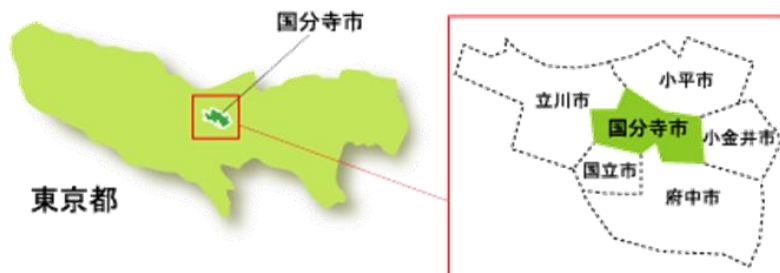 国分寺市
東京都
小平市
立川市
国分寺市
小金井市
国立市
府中市